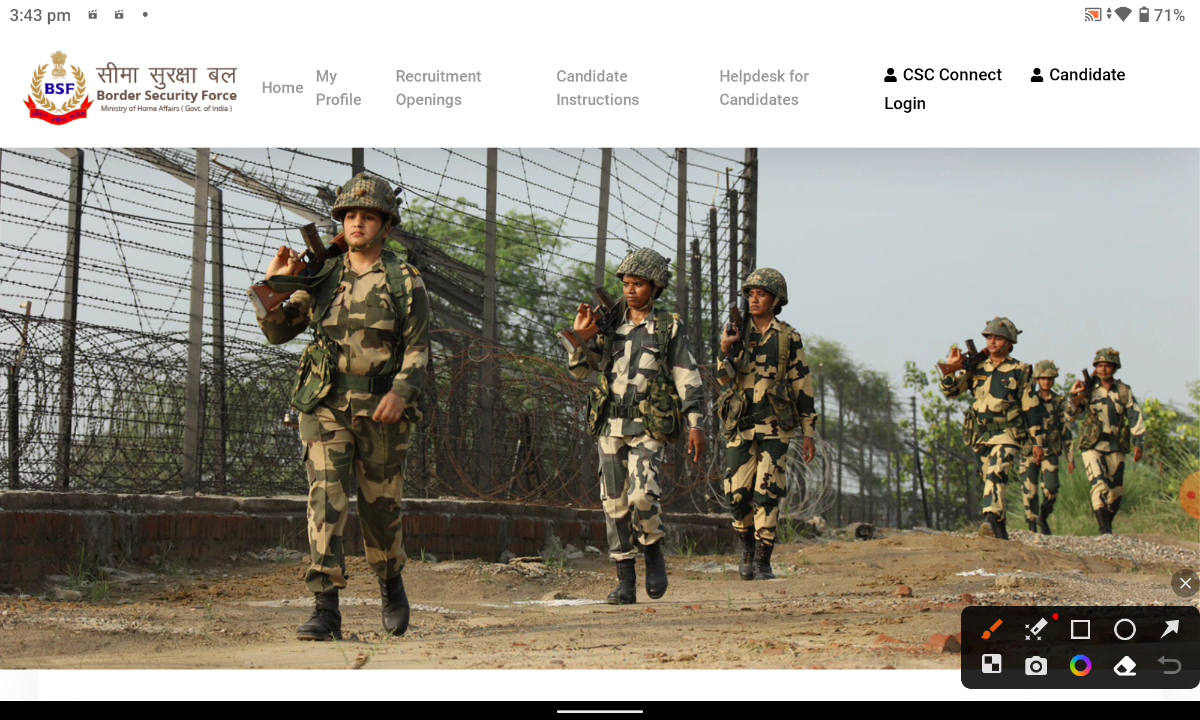 3:43 pm
71%
सीमा सुरक्षा बल
BSF
Border Security Force
Ministry of Home Affairs ( Govt. of India )
Home
My
Profile
Recruitment
Openings
Candidate
Instructions
Helpdesk for
Candidates
CSC Connect
Candidate
Login